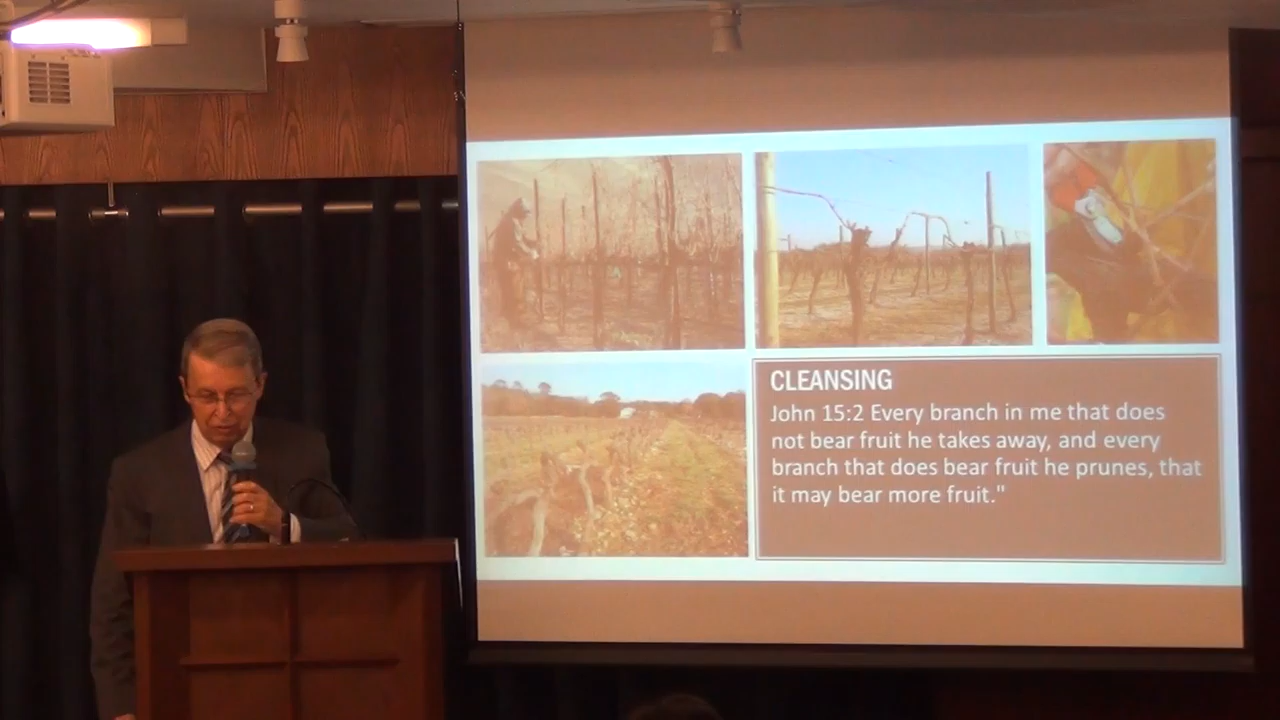 CLEANSING
John 15:2 Every branch in me that does
not bear fruit he takes away, and every
branch that does bear fruit he prunes, that
it may bear more fruit."